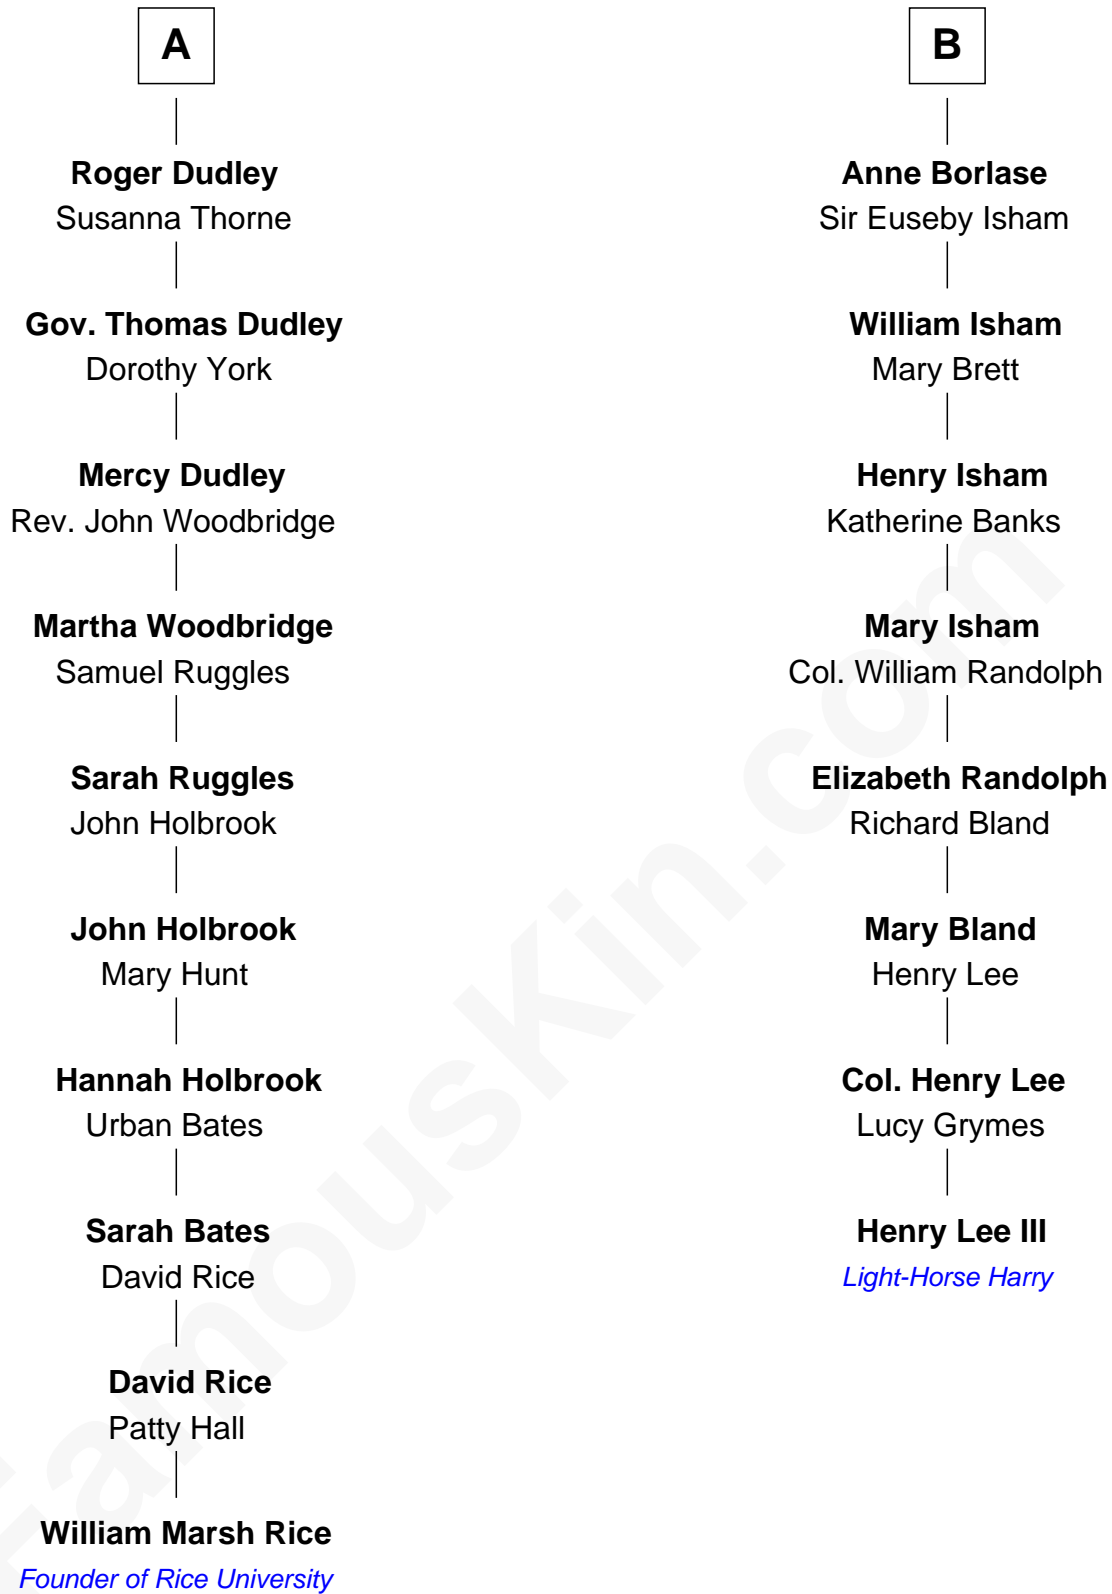 A
Roger Dudley
Susanna Thorne
Gov. Thomas Dudley
Dorothy York
Mercy Dudley
Rev. John Woodbridge
Martha Woodbridge
Samuel Ruggles
Sarah Ruggles
John Holbrook
John Holbrook
Mary Hunt
Hannah Holbrook
Urban Bates
Sarah Bates
David Rice
David Rice
Patty Hall
William Marsh Rice
Founder of Rice University
B
Anne Borlase
Sir Euseby Isham
William Isham
Mary Brett
Henry Isham
Katherine Banks
Mary Isham
Col. William Randolph
Elizabeth Randolph
Richard Bland
Mary Bland
Henry Lee
Col. Henry Lee
Lucy Grymes
Henry Lee III
Light-Horse Harry
FamousKin.com